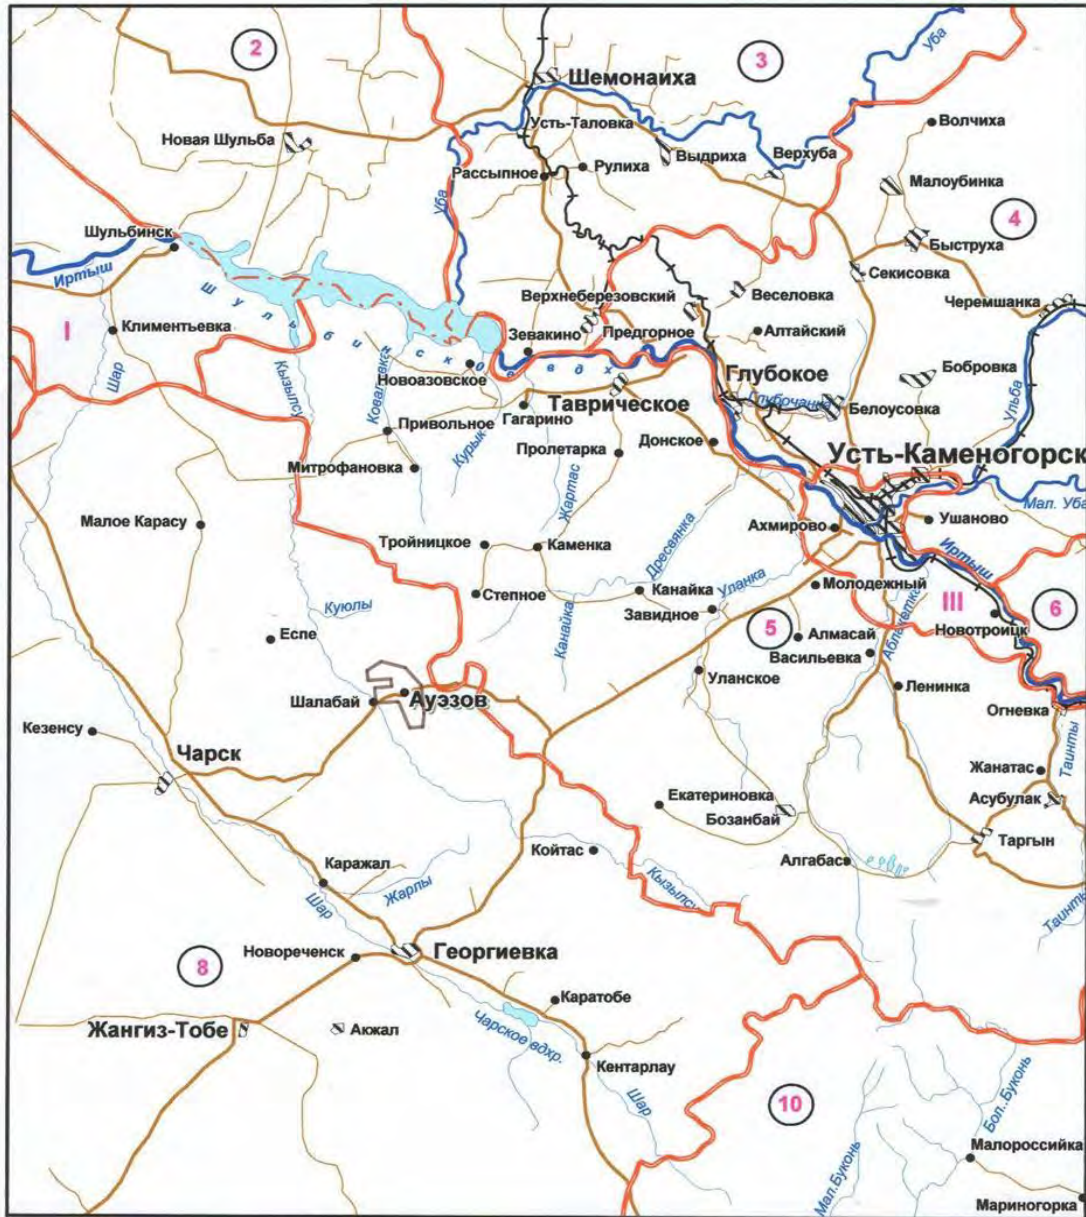 2
3
Уба
Шемонаиха
Волчиха
Усть-Таловка
Новая Шульба
Выдриха
Верхуба
Рулиха
Рассыпное
Малоубинка
Уба
4
Шульбинск
Быструха
Иртыш
Секисовка
Шульбинское вдх
Верхнеберезовский
Веселовка
Черемшанка
I
Климентьевка
Зевакино
Предгорное
Алтайский
Шар
Кызылсу
Ковалевка
Новоазовское
Глубокое
Бобровка
Ульба
Таврическое
Глубочанка
Белоусовка
Привольное
Гагарино
Курык
Пролетарка
Донское
Усть-Каменогорск
Митрофановка
Жартас
Мал. Уба
Малое Карасу
Ахмирово
Ушаново
Тройницкое
Каменка
Дресвянка
Иртыш
Уланка
Канайка
Молодежный
Степное
Завидное
Аблакетка
III
6
Куюлы
Канайка
5
Новотроицк
Еспе
Алмасай
Васильевка
Уланское
Шалабай
Ауэзов
Ленинка
Огневка
Кезенсу
Чарск
Таинты
Жанатас
Екатериновка
Асубулак
Бозанбай
Таргын
Койтас
Алгабас
Каражал
Жарлы
Кызылсу
Шар
Таинты
Новореченск
Георгиевка
8
Каратобе
Жангиз-Тобе
Акжал
Чарское вдхр.
Кентарлау
Шар
10
Бол..Буконь
Малороссийка
Мал.Буконь
Мариногорка